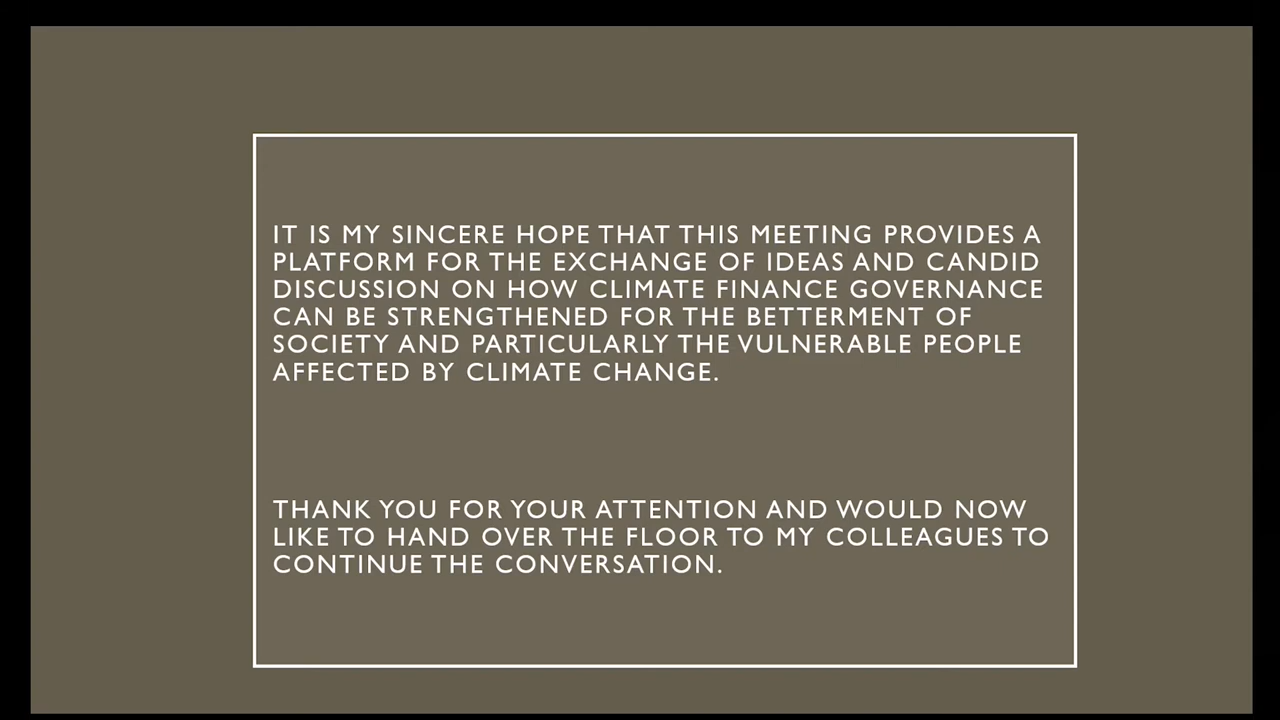 IT IS MY SINCERE HOPE THAT THIS MEETING PROVIDES A
PLATFORM FOR THE EXCHANGE OF IDEAS AND CANDID
DISCUSSION ON HOW CLIMATE FINANCE GOVERNANCE
CAN BE STRENGTHENED FOR THE BETTERMENT OF
SOCIETY AND PARTICULARLY THE VULNERABLE PEOPLE
AFFECTED BY CLIMATE CHANGE.
THANK YOU FOR YOUR ATTENTION AND WOULD NOW
LIKE TO HAND OVER THE FLOOR TO MY COLLEAGUES TO
CONTINUE THE CONVERSATION.